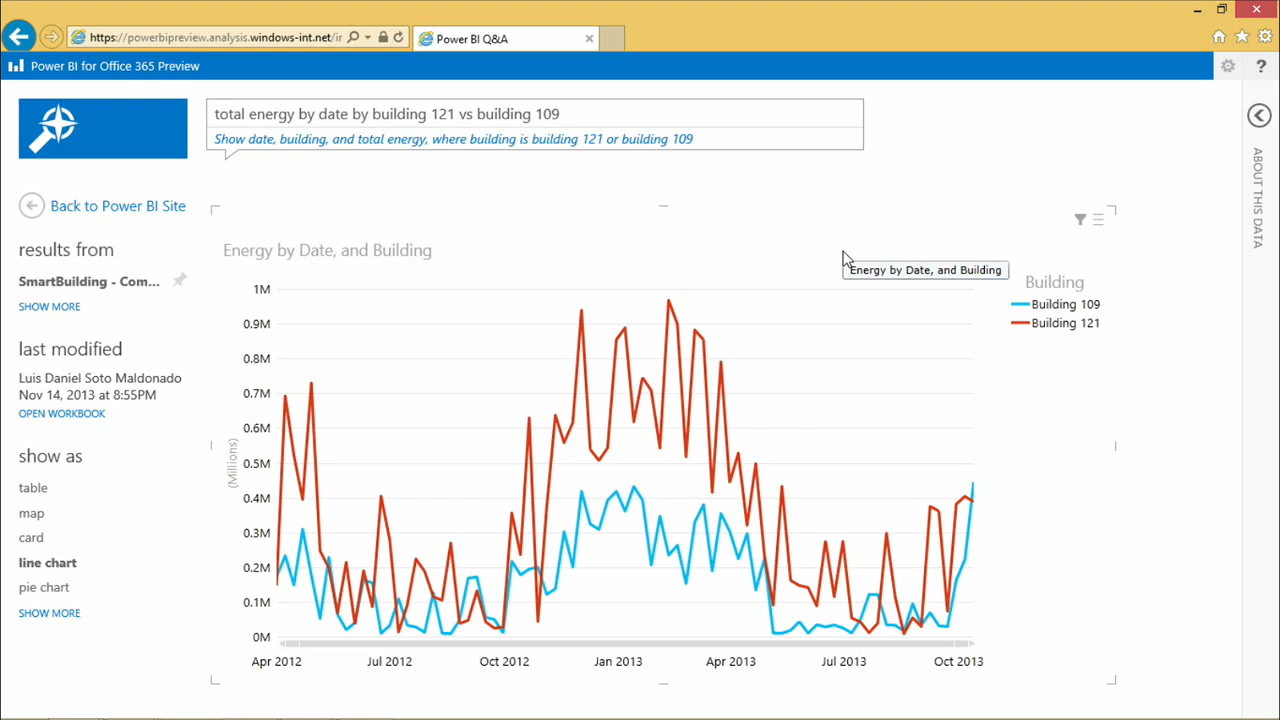 https://powerbipreview.analysis.windows-int.net/ir
Power BI Q&A
Power BI for Office 365 Preview
?
total energy by date by building 121 vs building 109
Show date, building, and total energy, where building is building 121 or building 109
ABOUT THIS DATA
Back to Power BI Site
results from
SmartBuilding - Com...
SHOW MORE
last modified
Luis Daniel Soto Maldonado
Nov 14, 2013 at 8:55PM
OPEN WORKBOOK
show as
table
map
card
line chart
pie chart
SHOW MORE
Energy by Date, and Building
Energy by Date, and Building
Building
Building 109
Building 121
(Millions)
1M
0.9M
0.8M
0.7M
0.6M
0.5M
0.4M
0.3M
0.2M
0.1M
0M
Apr 2012 Jul 2012 Oct 2012 Jan 2013 Apr 2013 Jul 2013 Oct 2013